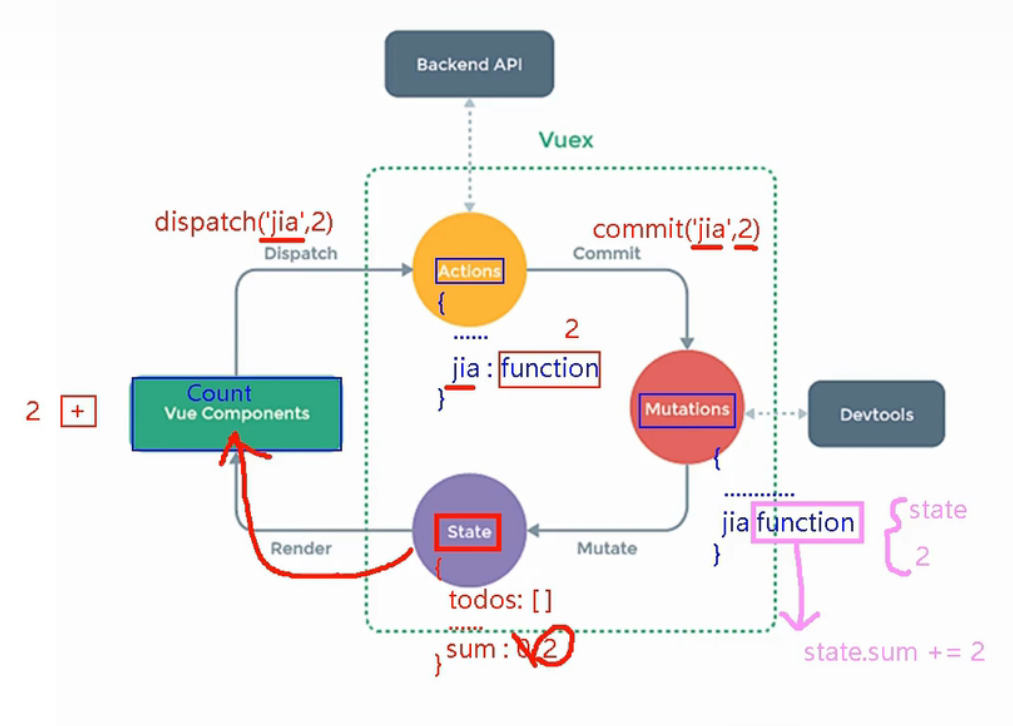 Backend API
Vuex
dispatch('jia',2)
commit('jia',2)
Dispatch
Commit
Actions
{
......
2
jia : function
}
Count
Vue Components
2 +
Mutations
Devtools
{
............
jia function
}
state
2
State
Render
Mutate
{
todos: [ ]
......
sum : 0 2
}
state.sum += 2